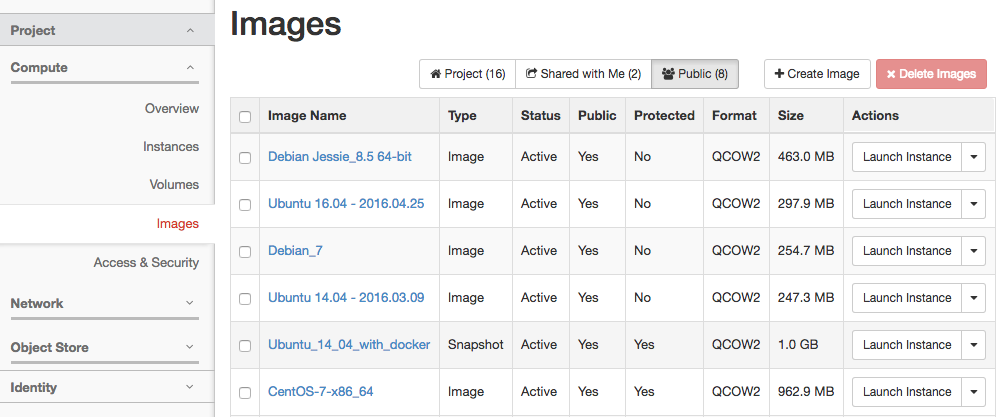 Project
Compute
Overview
Instances
Volumes
Images
Access & Security
Network
Object Store
Identity
Images
Project (16) Shared with Me (2) Public (8) Create Image Delete Images
Image Name Type Status Public Protected Format Size Actions
Debian Jessie_8.5 64-bit Image Active Yes No QCOW2 463.0 MB Launch Instance
Ubuntu 16.04 - 2016.04.25 Image Active Yes No QCOW2 297.9 MB Launch Instance
Debian_7 Image Active Yes No QCOW2 254.7 MB Launch Instance
Ubuntu 14.04 - 2016.03.09 Image Active Yes No QCOW2 247.3 MB Launch Instance
Ubuntu_14_04_with_docker Snapshot Active Yes Yes QCOW2 1.0 GB Launch Instance
CentOS-7-x86_64 Image Active Yes Yes QCOW2 962.9 MB Launch Instance